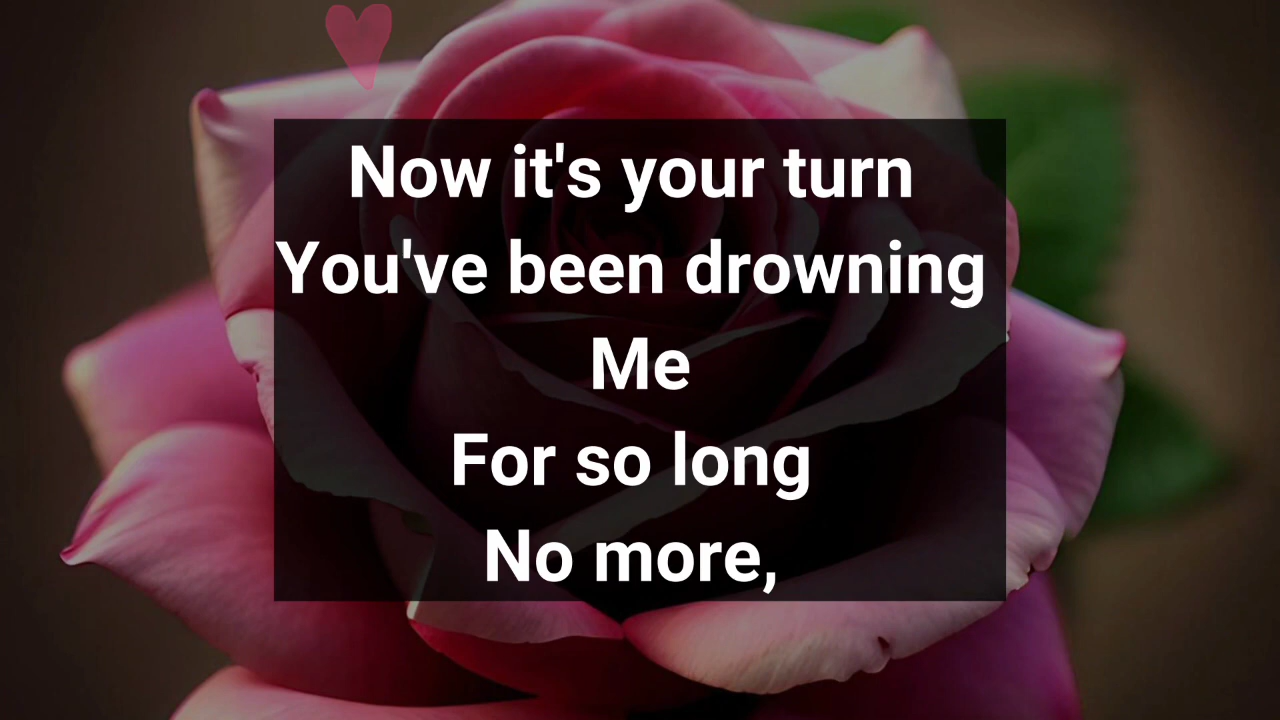 Now it's your turn
You've been drowning
Me
For so long
No more,